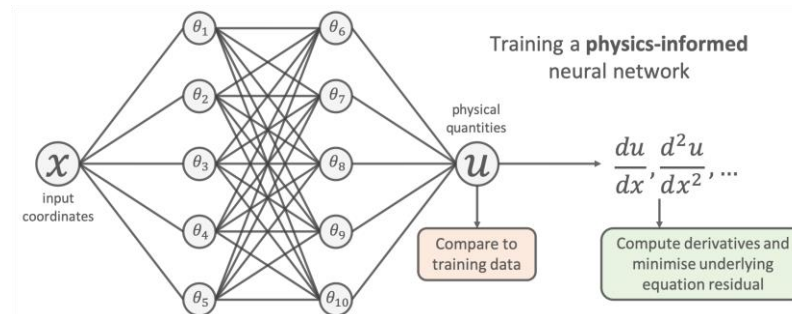 Training a physics-informed
neural network
θ₁
θ₂
θ₃
θ₄
θ₅
θ₆
θ₇
θ₈
θ₉
θ₁₀
x
input
coordinates
physical
quantities
u
du/dx, d²u/dx², ...
Compare to
training data
Compute derivatives and
minimise underlying
equation residual